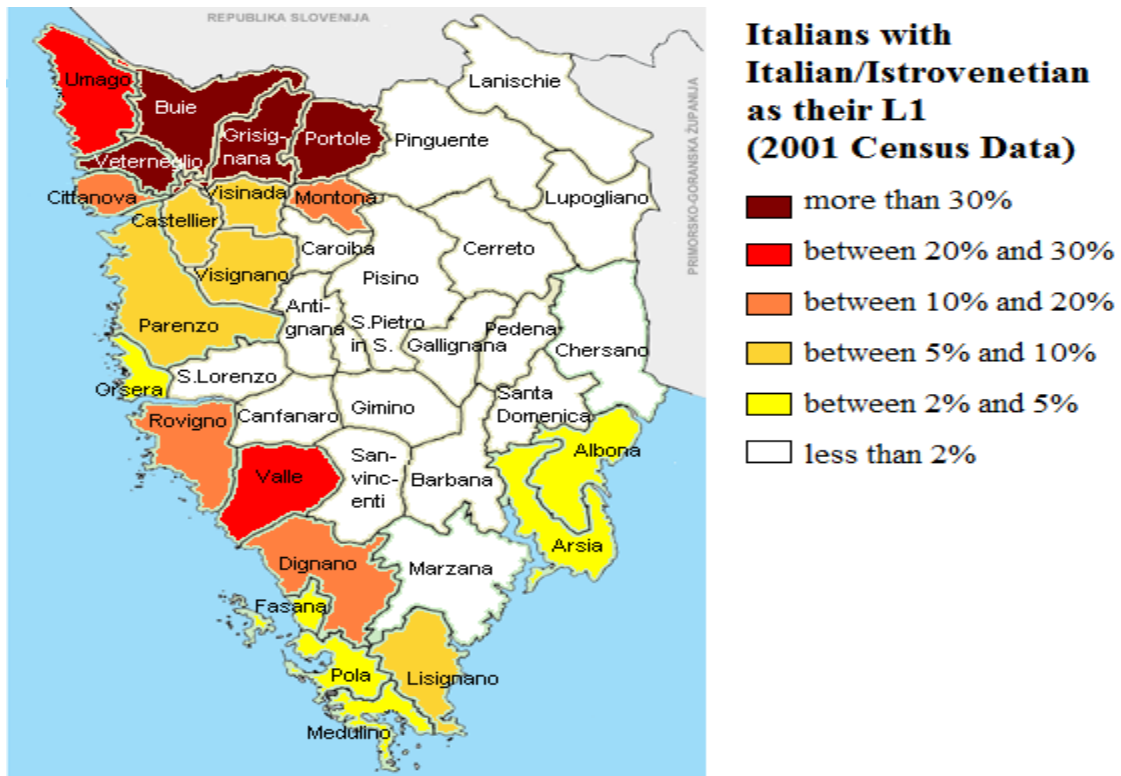 REPUBLIKA SLOVENIJA
PRIMORSKO-GORANSKA ŽUPANIJA
Umago
Buie
Lanischie
Grisig-
nana
Portole
Pinguente
Veterneglio
Cittanova
Visinada
Montona
Lupogliano
Castellier
Caroiba
Cerreto
Visignano
Pisino
Anti-
gnana
Parenzo
S.Pietro
in S.
Gallignana
Pedena
Chersano
Orsera
S.Lorenzo
Santa
Domenica
Rovigno
Canfanaro
Gimino
Albona
Valle
San-
vinc-
enti
Barbana
Arsia
Dignano
Marzana
Fasana
Pola
Lisignano
Medulino
Italians with
Italian/Istrovenetian
as their L1
(2001 Census Data)
more than 30%
between 20% and 30%
between 10% and 20%
between 5% and 10%
between 2% and 5%
less than 2%